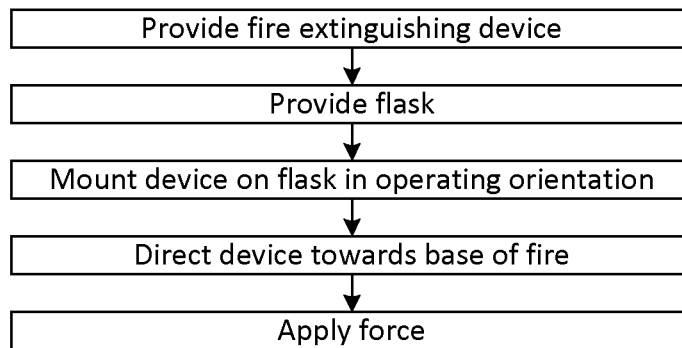 Provide fire extinguishing device
Provide flask
Mount device on flask in operating orientation
Direct device towards base of fire
Apply force